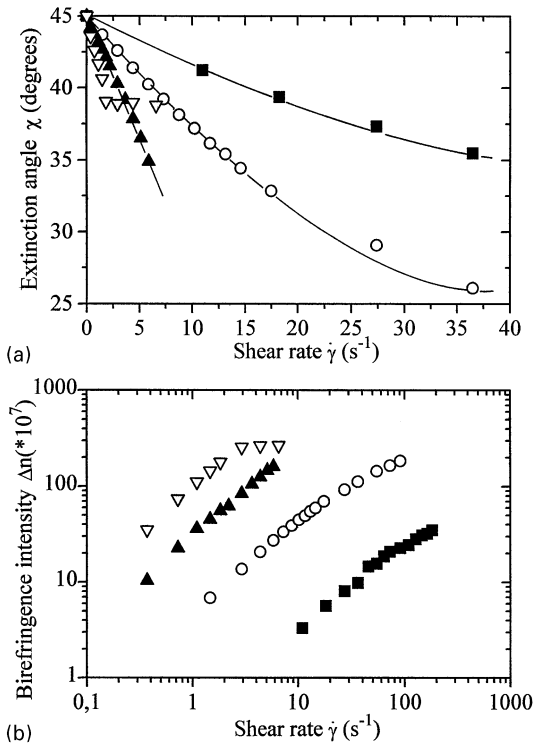 45
40
35
30
25
Extinction angle χ (degrees)
0 5 10 15 20 25 30 35 40
(a)
Shear rate γ̇ (s⁻¹)
1000
100
10
1
Birefringence intensity Δn(*10⁷)
0,1 1 10 100 1000
(b)
Shear rate γ̇ (s⁻¹)